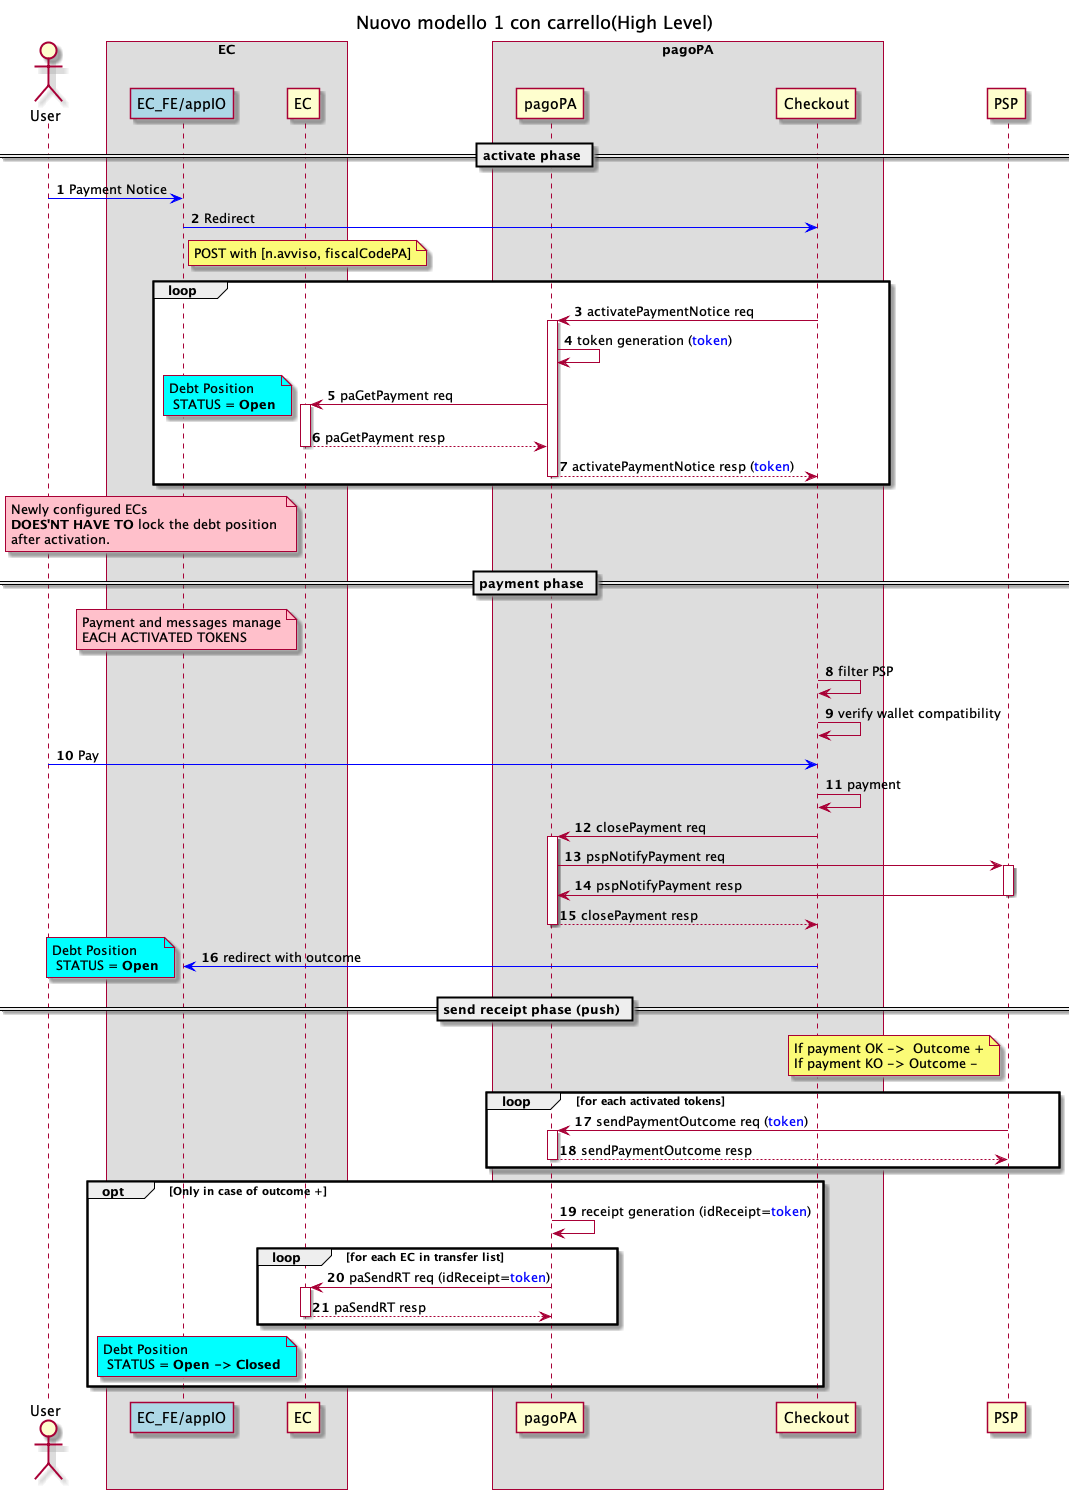 Nuovo modello 1 con carrello(High Level)
EC
pagoPA
User
EC_FE/appIO
EC
pagoPA
Checkout
PSP
activate phase
1 Payment Notice
2 Redirect
POST with [n.avviso, fiscalCodePA]
loop
3 activatePaymentNotice req
4 token generation (token)
Debt Position
STATUS = Open
5 paGetPayment req
6 paGetPayment resp
7 activatePaymentNotice resp (token)
Newly configured ECs
DOES'NT HAVE TO lock the debt position
after activation.
payment phase
Payment and messages manage
EACH ACTIVATED TOKENS
8 filter PSP
9 verify wallet compatibility
10 Pay
11 payment
12 closePayment req
13 pspNotifyPayment req
14 pspNotifyPayment resp
15 closePayment resp
Debt Position
STATUS = Open
16 redirect with outcome
send receipt phase (push)
If payment OK -> Outcome +
If payment KO -> Outcome -
loop [for each activated tokens]
17 sendPaymentOutcome req (token)
18 sendPaymentOutcome resp
opt [Only in case of outcome +]
19 receipt generation (idReceipt=token)
loop [for each EC in transfer list]
20 paSendRT req (idReceipt=token)
21 paSendRT resp
Debt Position
STATUS = Open -> Closed
User
EC_FE/appIO
EC
pagoPA
Checkout
PSP